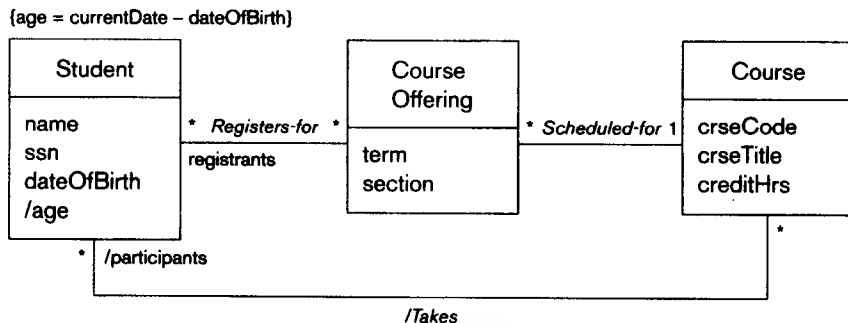 {age = currentDate – dateOfBirth}
Student
name
ssn
dateOfBirth
/age
* Registers-for *
registrants
Course
Offering
term
section
* Scheduled-for 1
Course
crseCode
crseTitle
creditHrs
* /participants
*
/Takes